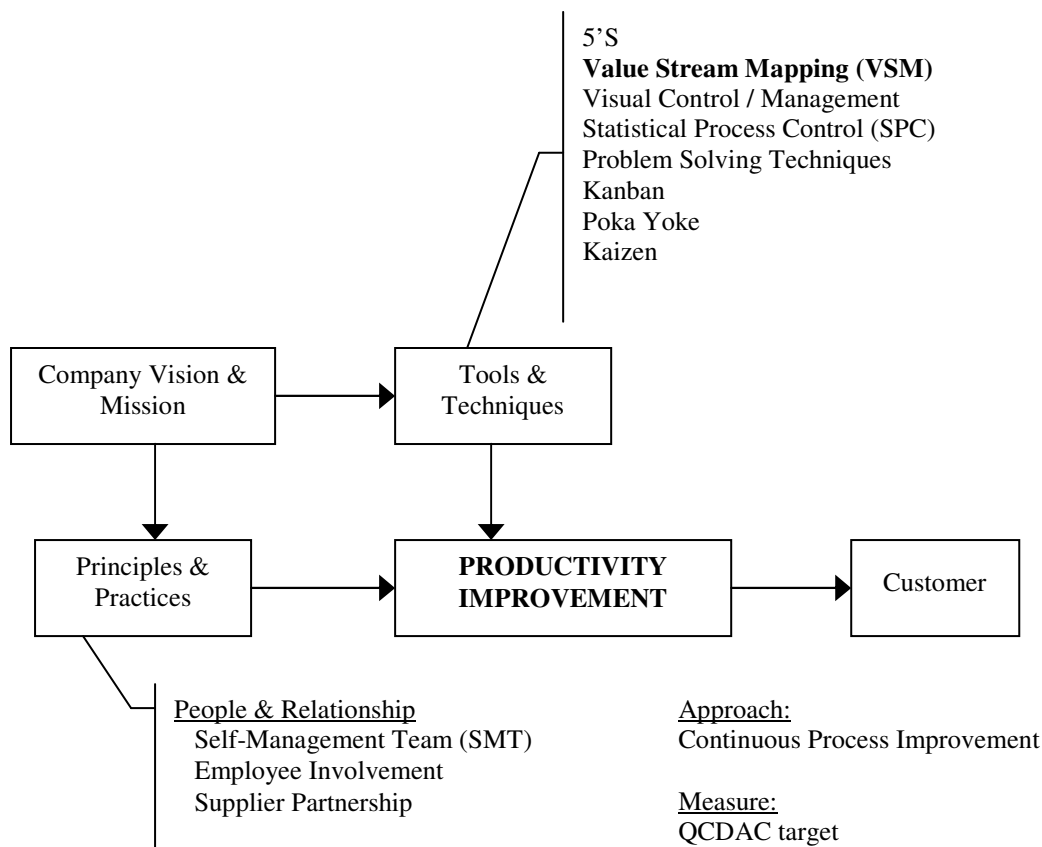 5’S
Value Stream Mapping (VSM)
Visual Control / Management
Statistical Process Control (SPC)
Problem Solving Techniques
Kanban
Poka Yoke
Kaizen
Company Vision &
Mission
Tools &
Techniques
Principles &
Practices
PRODUCTIVITY
IMPROVEMENT
Customer
People & Relationship
Self-Management Team (SMT)
Employee Involvement
Supplier Partnership
Approach:
Continuous Process Improvement
Measure:
QCDAC target